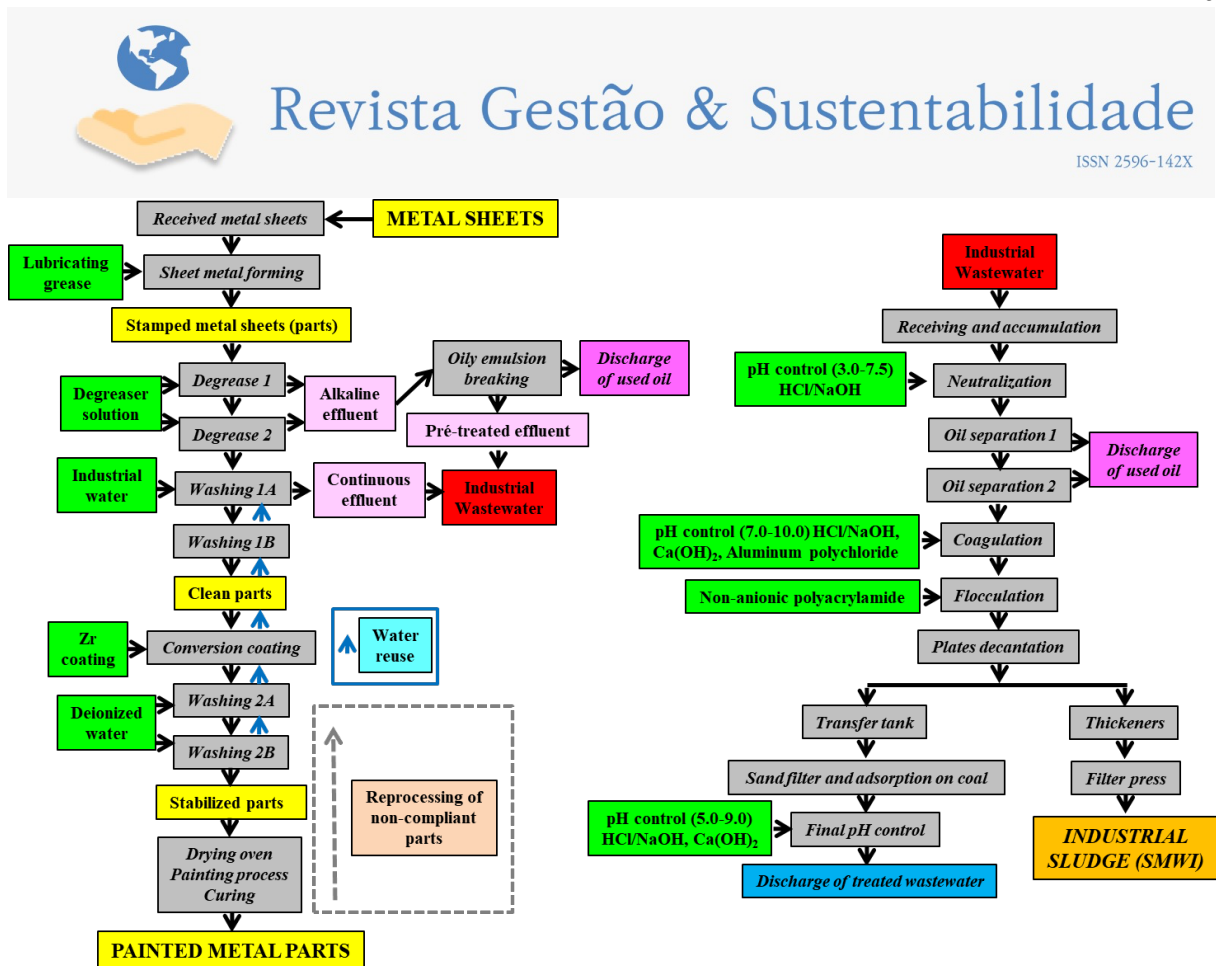 Revista Gestão & Sustentabilidade
ISSN 2596-142X
Received metal sheets
METAL SHEETS
Lubricating
grease
Sheet metal forming
Stamped metal sheets (parts)
Degreaser
solution
Degrease 1
Degrease 2
Alkaline
effluent
Oily emulsion
breaking
Discharge
of used oil
Pré-treated effluent
Industrial
water
Washing 1A
Continuous
effluent
Industrial
Wastewater
Washing 1B
Clean parts
Zr
coating
Conversion coating
Water
reuse
Deionized
water
Washing 2A
Washing 2B
Stabilized parts
Reprocessing of
non-compliant
parts
Drying oven
Painting process
Curing
PAINTED METAL PARTS
Industrial
Wastewater
Receiving and accumulation
pH control (3.0-7.5)
HCl/NaOH
Neutralization
Oil separation 1
Oil separation 2
Discharge
of used oil
pH control (7.0-10.0) HCl/NaOH,
Ca(OH)₂, Aluminum polychloride
Coagulation
Non-anionic polyacrylamide
Flocculation
Plates decantation
Transfer tank
Thickeners
Sand filter and adsorption on coal
Filter press
pH control (5.0-9.0)
HCl/NaOH, Ca(OH)₂
Final pH control
INDUSTRIAL
SLUDGE (SMWI)
Discharge of treated wastewater